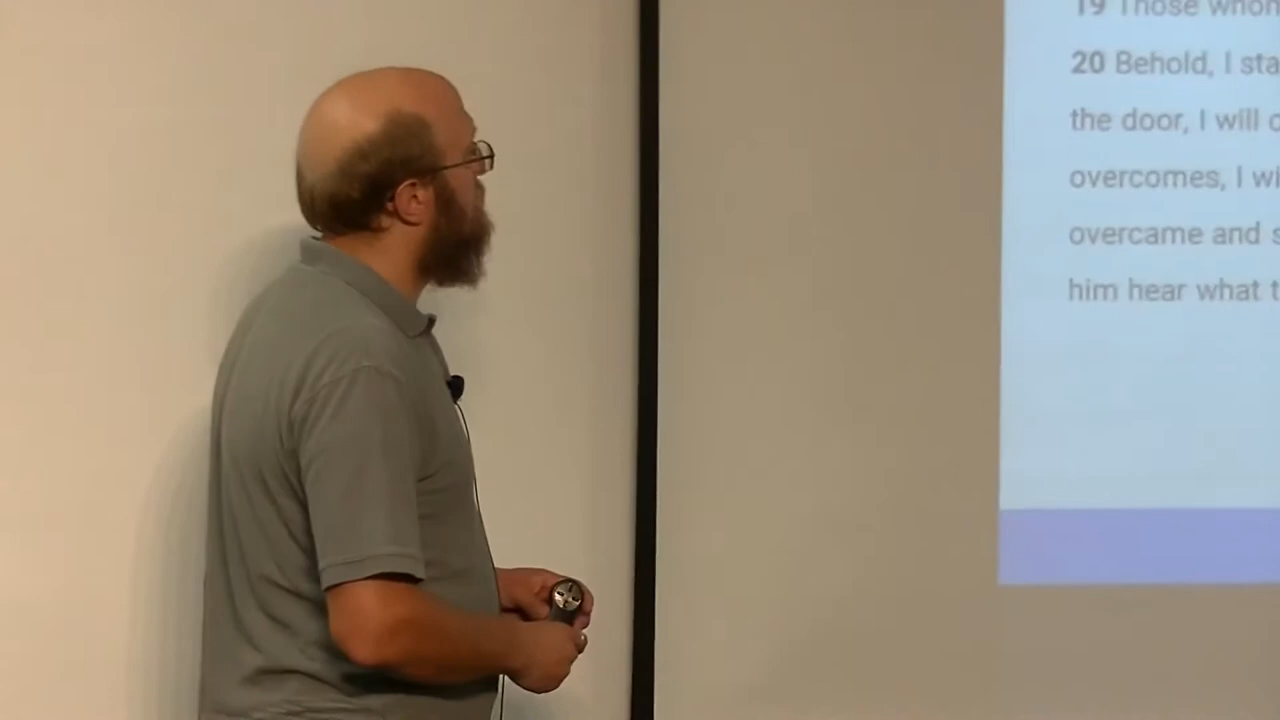 19 Those whom
20 Behold, I sta
the door, I will
overcomes, I wi
overcame and s
him hear what t